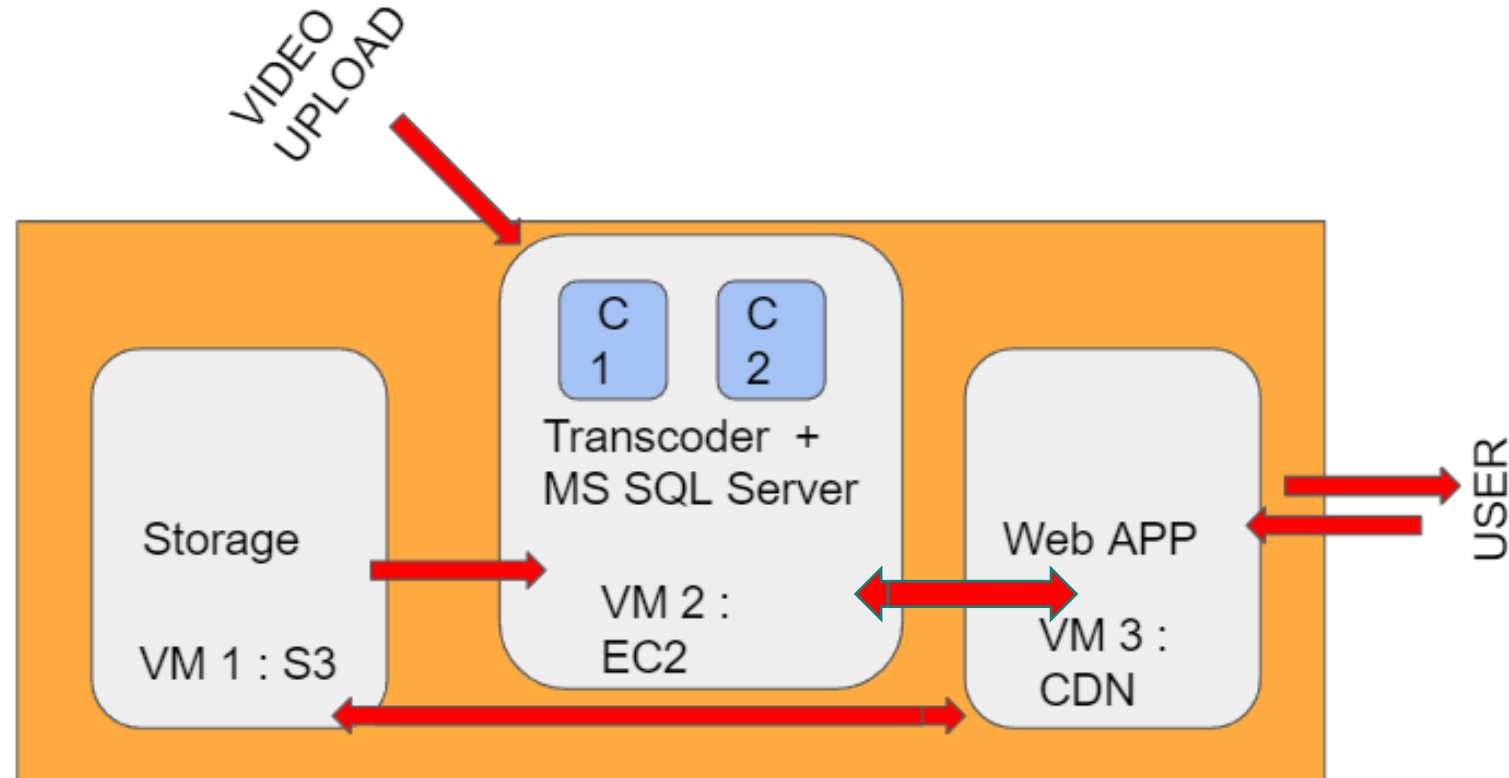 VIDEO
UPLOAD
C
1
C
2
Transcoder +
MS SQL Server
VM 2 :
EC2
Storage
VM 1 : S3
Web APP
VM 3 :
CDN
USER